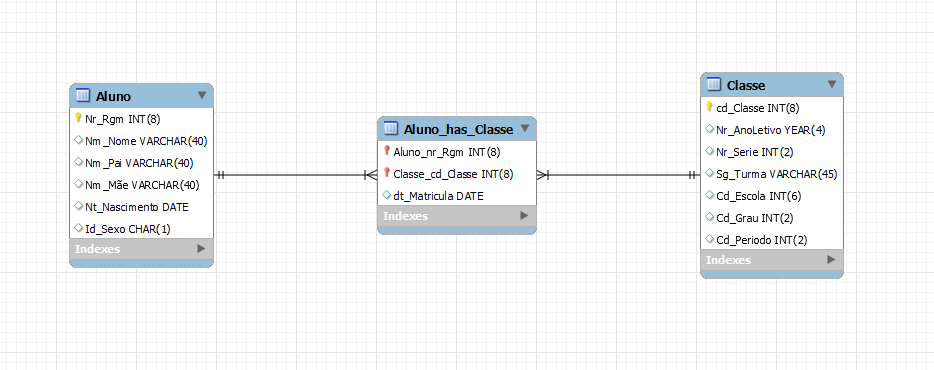 Aluno
Nr_Rgm INT(8)
Nm_Nome VARCHAR(40)
Nm_Pai VARCHAR(40)
Nm_Mãe VARCHAR(40)
Nt_Nascimento DATE
Id_Sexo CHAR(1)
Indexes
Aluno_has_Classe
Aluno_nr_Rgm INT(8)
Classe_cd_Classe INT(8)
dt_Matricula DATE
Indexes
Classe
cd_Classe INT(8)
Nr_AnoLetivo YEAR(4)
Nr_Serie INT(2)
Sg_Turma VARCHAR(45)
Cd_Escola INT(6)
Cd_Grau INT(2)
Cd_Periodo INT(2)
Indexes